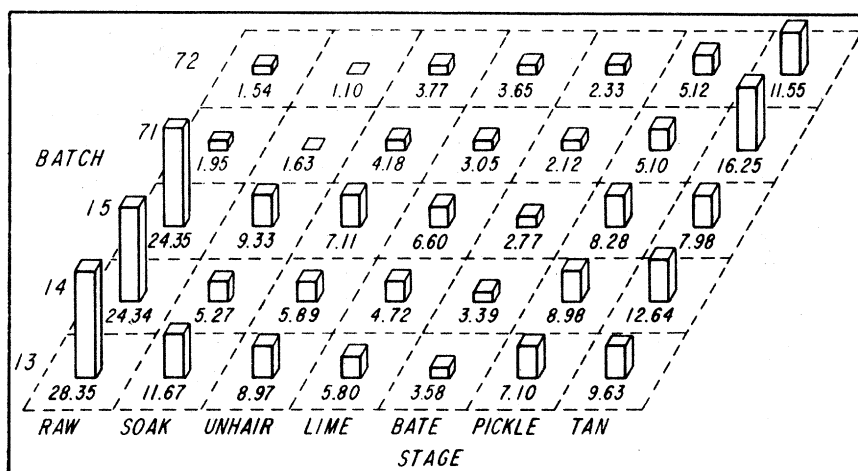 72
1.54 1.10 3.77 3.65 2.33 5.12 11.55
71
BATCH
1.95 1.63 4.18 3.05 2.12 5.10 16.25
15
24.35 9.33 7.11 6.60 2.77 8.28 7.98
14
24.34 5.27 5.89 4.72 3.39 8.98 12.64
13
28.35 11.67 8.97 5.80 3.58 7.10 9.63
RAW SOAK UNHAIR LIME BATE PICKLE TAN
STAGE